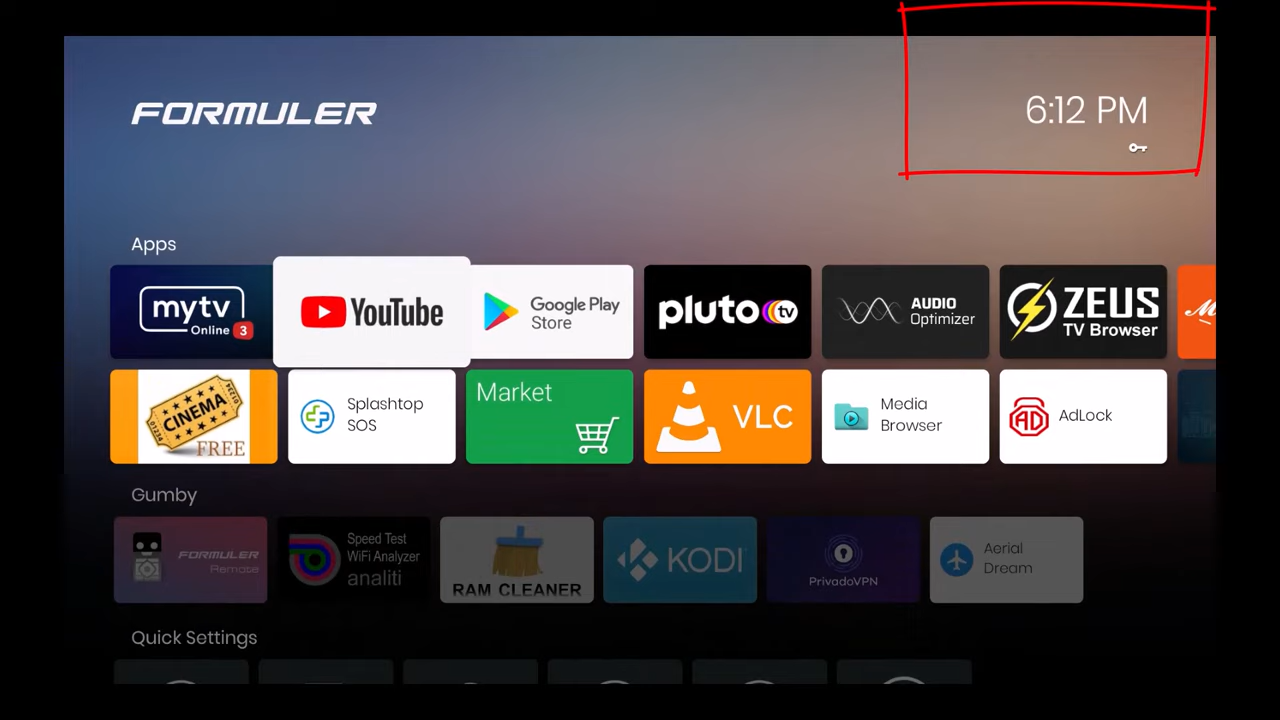 FORMULER
6:12 PM
Apps
mytv
Online 3
YouTube
Google Play
Store
pluto tv
AUDIO
Optimizer
ZEUS
TV Browser
CINEMA
FREE
Splashtop
SOS
Market
VLC
Media
Browser
AD
AdLock
Gumby
FORMULER
Remote
Speed Test
WiFi Analyzer
analiti
RAM CLEANER
KODI
PrivadoVPN
Aerial
Dream
Quick Settings